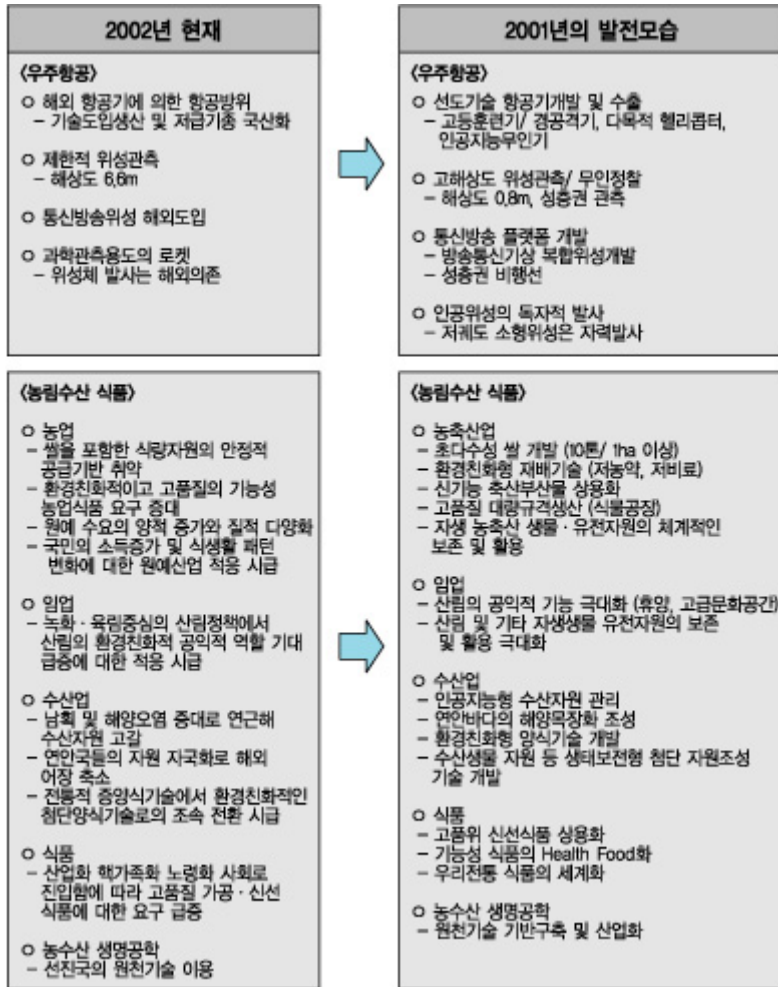 2002년 현재
〈우주항공〉
○ 해외 항공기에 의한 항공방위
– 기술도입생산 및 저급기종 국산화
○ 제한적 위성관측
– 해상도 6.6m
○ 통신방송위성 해외도입
○ 과학관측용도의 로켓
– 위성체 발사는 해외의존
2001년의 발전모습
〈우주항공〉
○ 선도기술 항공기개발 및 수출
– 고등훈련기/ 경공격기, 다목적 헬리콥터,
인공지능무인기
○ 고해상도 위성관측/ 무인정찰
– 해상도 0.8m, 성층권 관측
○ 통신방송 플랫폼 개발
– 방송통신기상 복합위성개발
– 성층권 비행선
○ 인공위성의 독자적 발사
– 저궤도 소형위성은 자력발사
〈농림수산 식품〉
○ 농업
– 쌀을 포함한 식량자원의 안정적
공급기반 취약
– 환경친화적이고 고품질의 기능성
농업식품 요구 증대
– 원예 수요의 양적 증가와 질적 다양화
– 국민의 소득증가 및 식생활 패턴
변화에 대한 원예산업 적응 시급
○ 임업
– 녹화 · 육림중심의 산림정책에서
산림의 환경친화적 공익적 역할 기대
급증에 대한 적응 시급
○ 수산업
– 남획 및 해양오염 증대로 연근해
수산자원 고갈
– 연안국들의 자원 자국화로 해외
어장 축소
– 전통적 증양식기술에서 환경친화적인
첨단양식기술로의 조속 전환 시급
○ 식품
– 산업화 핵가족화 노령화 사회로
진입함에 따라 고품질 가공 · 신선
식품에 대한 요구 급증
○ 농수산 생명공학
– 선진국의 원천기술 이용
〈농림수산 식품〉
○ 농축산업
– 초다수성 쌀 개발 (10톤/ 1ha 이상)
– 환경친화형 재배기술 (저농약, 저비료)
– 신기능 축산부산물 상용화
– 고품질 대량규격생산 (식물공장)
– 자생 농축산 생물 · 유전자원의 체계적인
보존 및 활용
○ 임업
– 산림의 공익적 기능 극대화 (휴양, 고급문화공간)
– 산림 및 기타 자생생물 유전자원의 보존
및 활용 극대화
○ 수산업
– 인공지능형 수산자원 관리
– 연안바다의 해양목장화 조성
– 환경친화형 양식기술 개발
– 수산생물 자원 등 생태보전형 첨단 자원조성
기술 개발
○ 식품
– 고품위 신선식품 상용화
– 기능성 식품의 Health Food화
– 우리전통 식품의 세계화
○ 농수산 생명공학
– 원천기술 기반구축 및 산업화